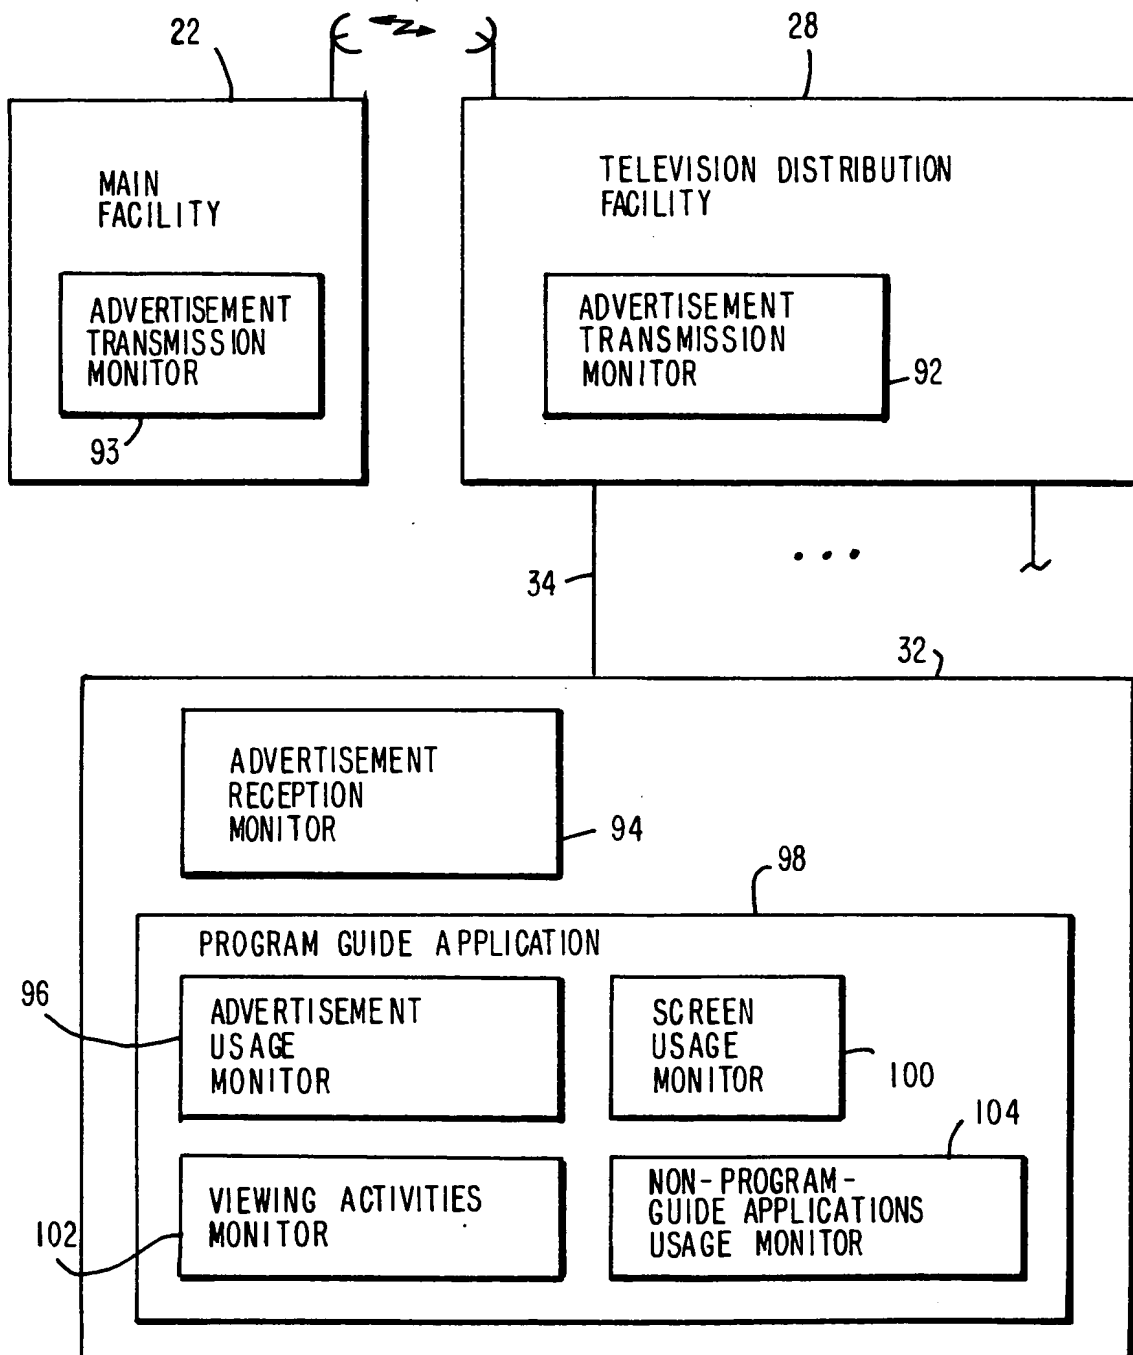 22
28
MAIN
FACILITY
TELEVISION DISTRIBUTION
FACILITY
ADVERTISEMENT
TRANSMISSION
MONITOR
93
ADVERTISEMENT
TRANSMISSION
MONITOR
92
34
...
32
ADVERTISEMENT
RECEPTION
MONITOR
94
98
PROGRAM GUIDE APPLICATION
96
ADVERTISEMENT
USAGE
MONITOR
SCREEN
USAGE
MONITOR
100
104
102
VIEWING ACTIVITIES
MONITOR
NON-PROGRAM-
GUIDE APPLICATIONS
USAGE MONITOR